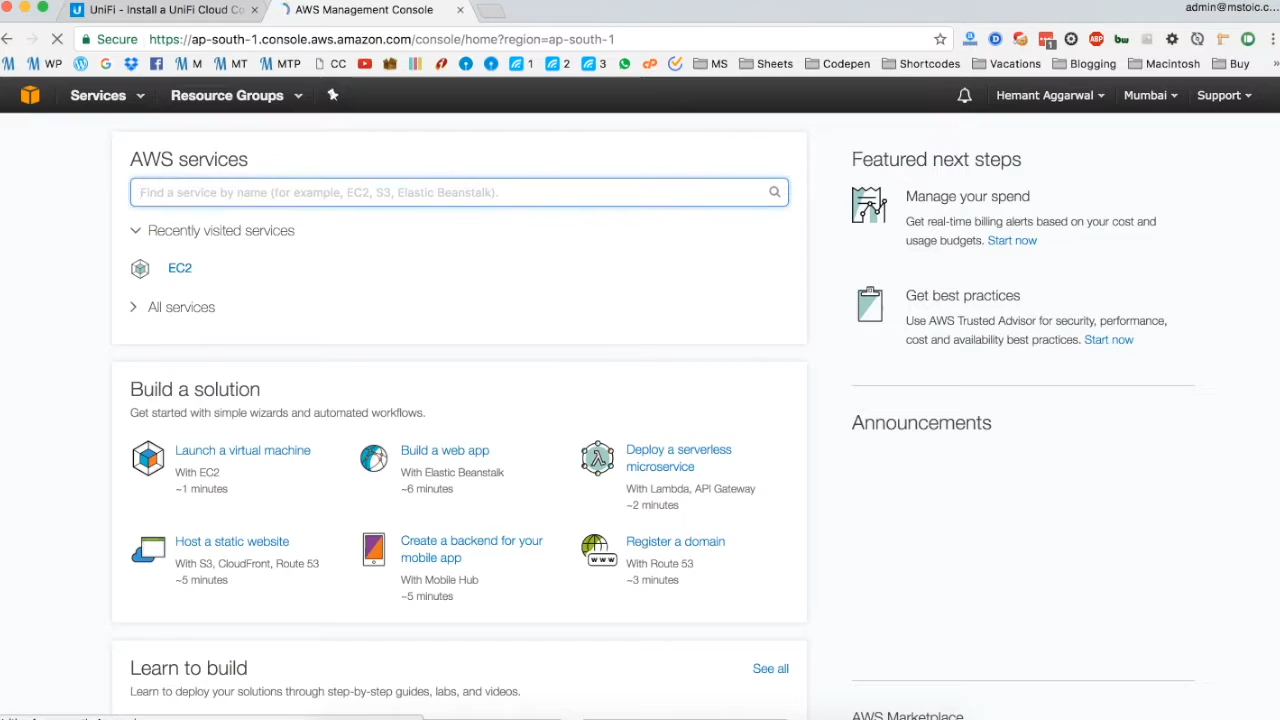 UniFi - Install a UniFi Cloud Co
AWS Management Console
admin@mstoic.c...
Secure https://ap-south-1.console.aws.amazon.com/console/home?region=ap-south-1
WP
M
MT
MTP
CC
1
2
3
MS
Sheets
Codepen
Shortcodes
Vacations
Blogging
Macintosh
Buy
Services
Resource Groups
Hemant Aggarwal
Mumbai
Support
AWS services
Find a service by name (for example, EC2, S3, Elastic Beanstalk).
Recently visited services
EC2
All services
Build a solution
Get started with simple wizards and automated workflows.
Launch a virtual machine
With EC2
~1 minutes
Build a web app
With Elastic Beanstalk
~6 minutes
Deploy a serverless
microservice
With Lambda, API Gateway
~2 minutes
Host a static website
With S3, CloudFront, Route 53
~5 minutes
Create a backend for your
mobile app
With Mobile Hub
~5 minutes
Register a domain
With Route 53
~3 minutes
Learn to build
See all
Learn to deploy your solutions through step-by-step guides, labs, and videos.
Featured next steps
Manage your spend
Get real-time billing alerts based on your cost and
usage budgets. Start now
Get best practices
Use AWS Trusted Advisor for security, performance,
cost and availability best practices. Start now
Announcements
AWS Marketplace